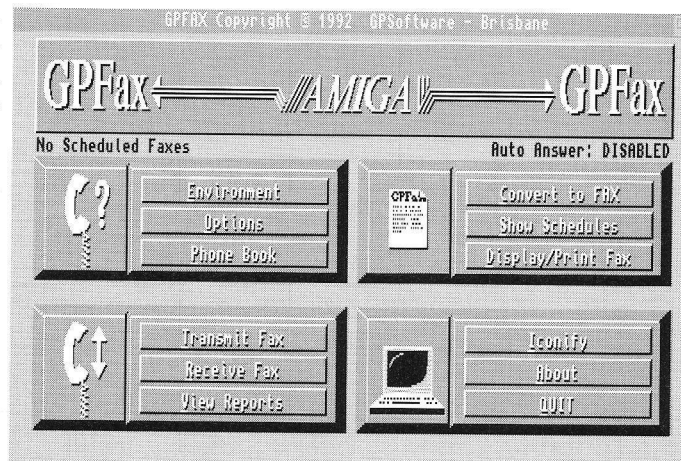 GPFAX Copyright © 1992 GPSoftware - Brisbane
GPFax AMIGA GPFax
No Scheduled Faxes
Auto Answer: DISABLED
Environment
Options
Phone Book
GPFax
Convert to FAX
Show Schedules
Display/Print Fax
Transmit Fax
Receive Fax
View Reports
Iconify
About
QUIT